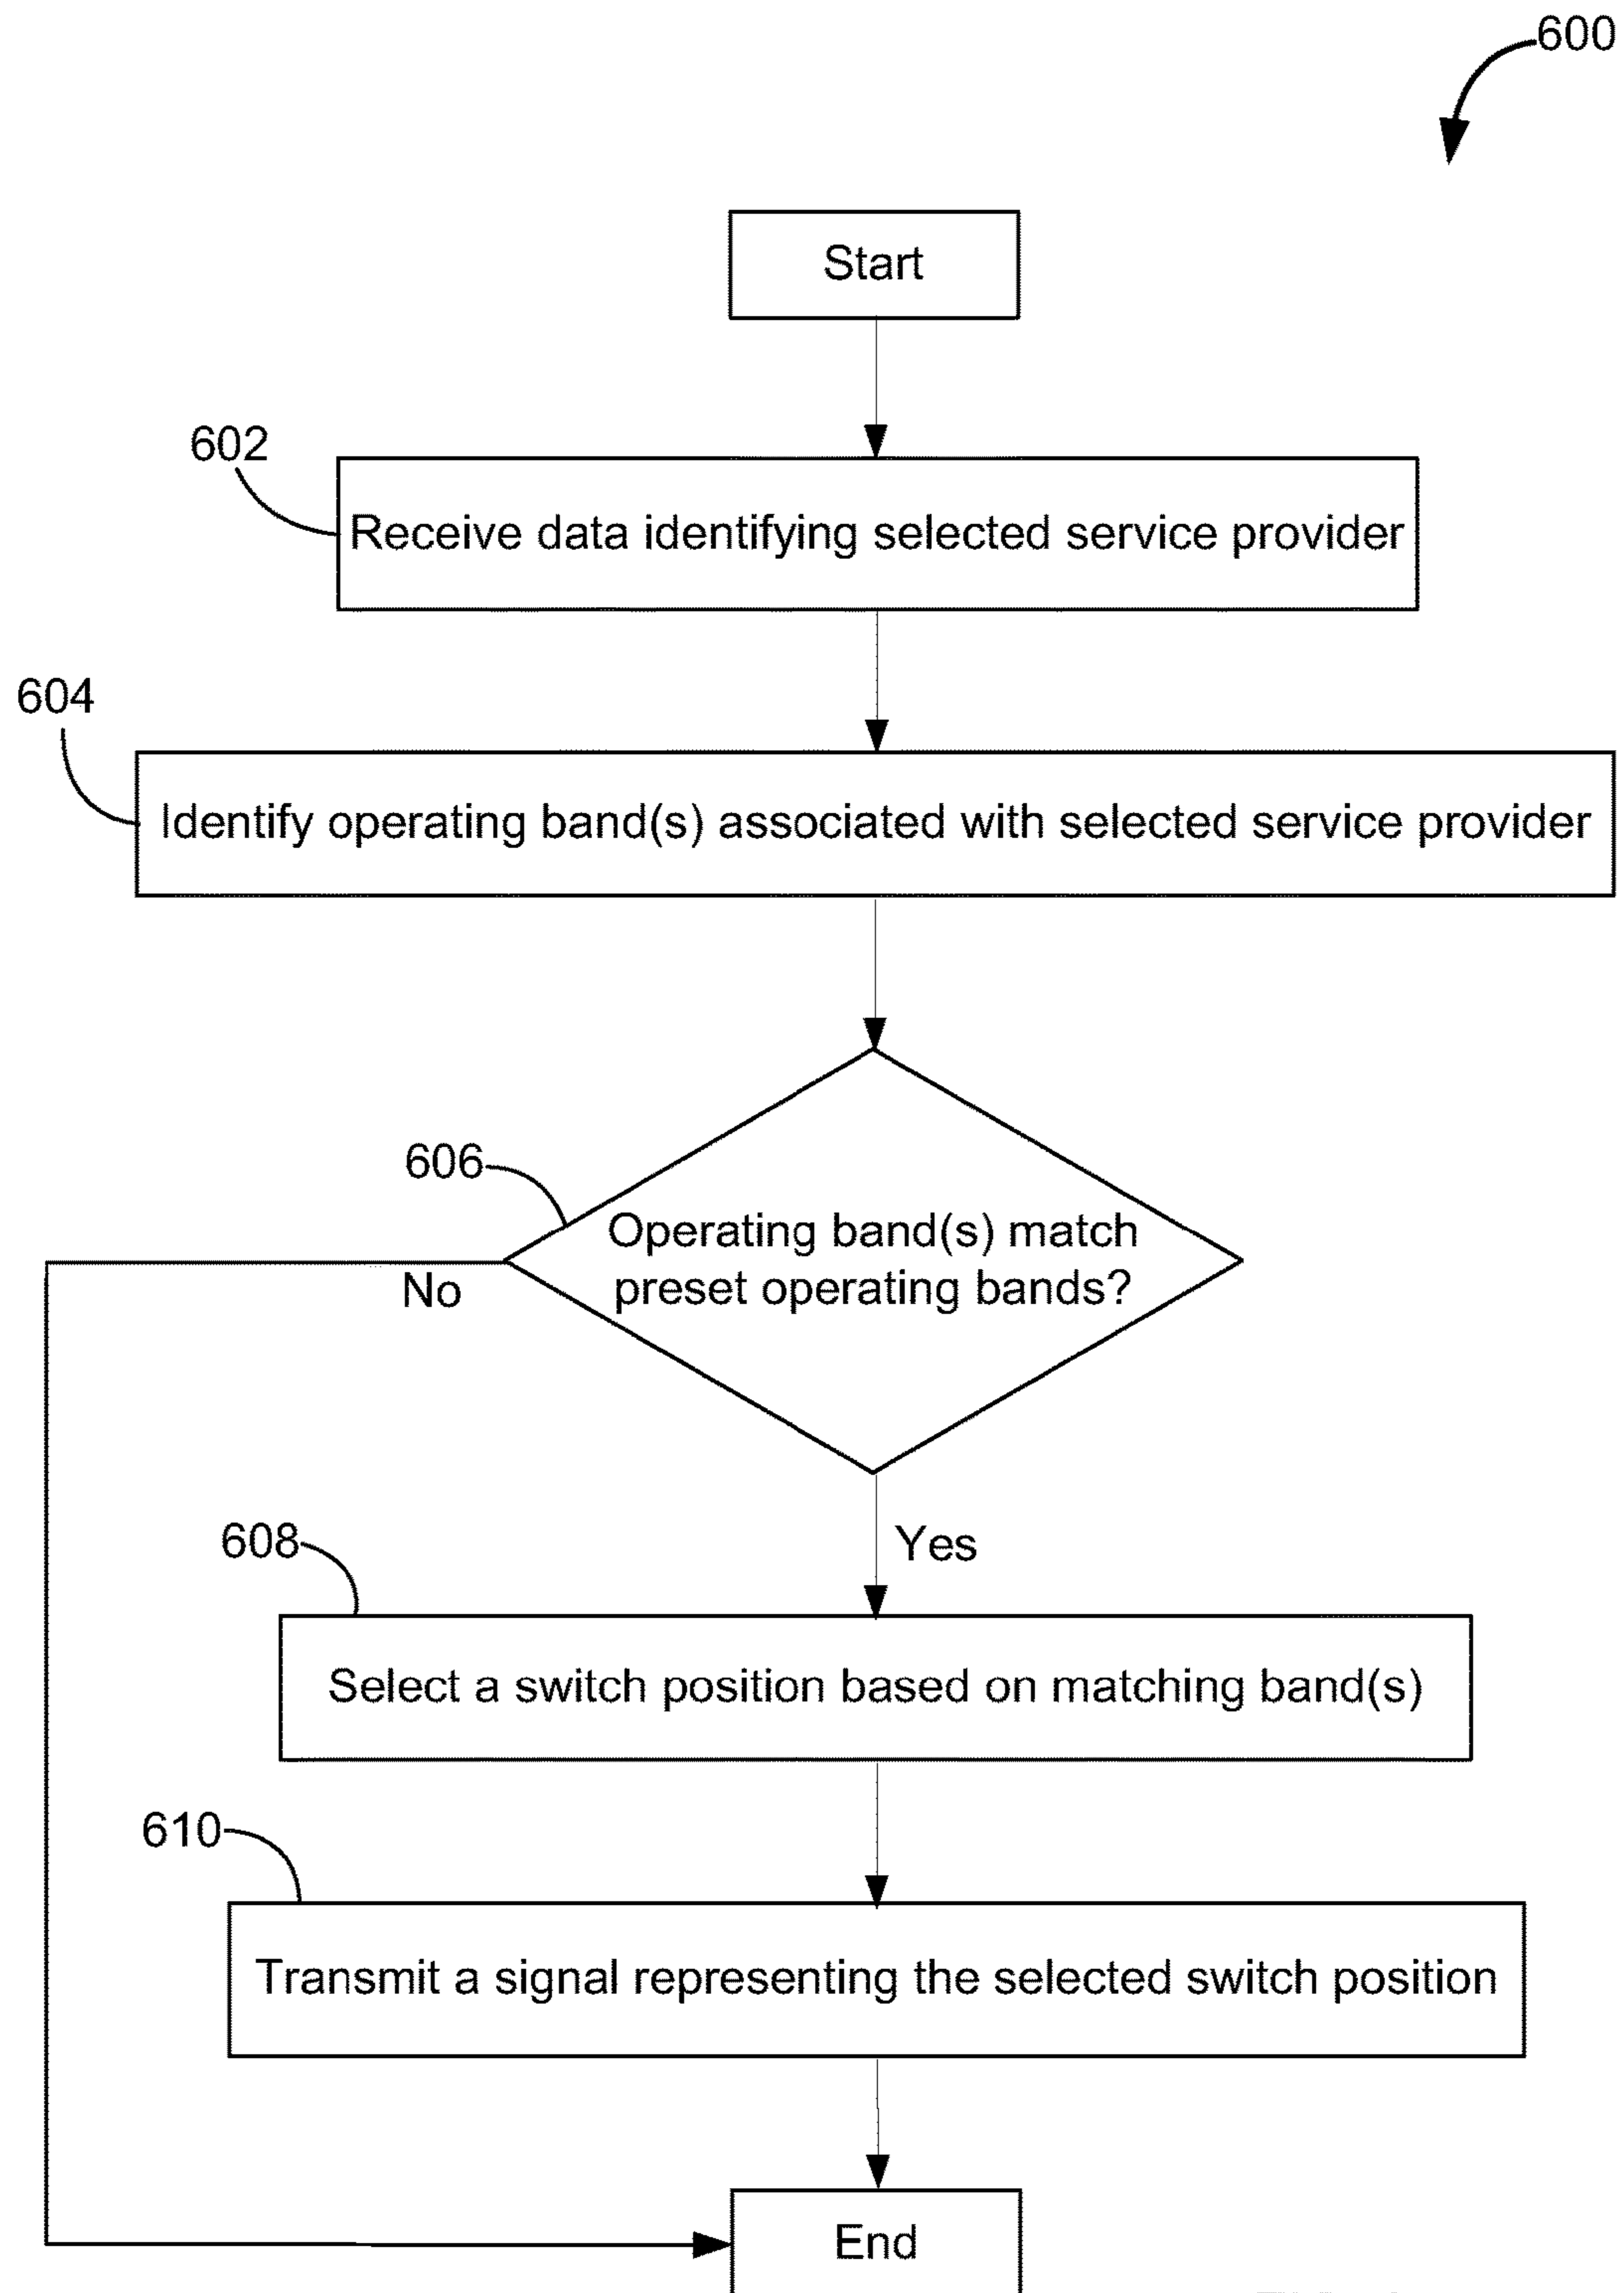 600
Start
602
Receive data identifying selected service provider
604
Identify operating band(s) associated with selected service provider
606
Operating band(s) match
preset operating bands?
No
Yes
608
Select a switch position based on matching band(s)
610
Transmit a signal representing the selected switch position
End